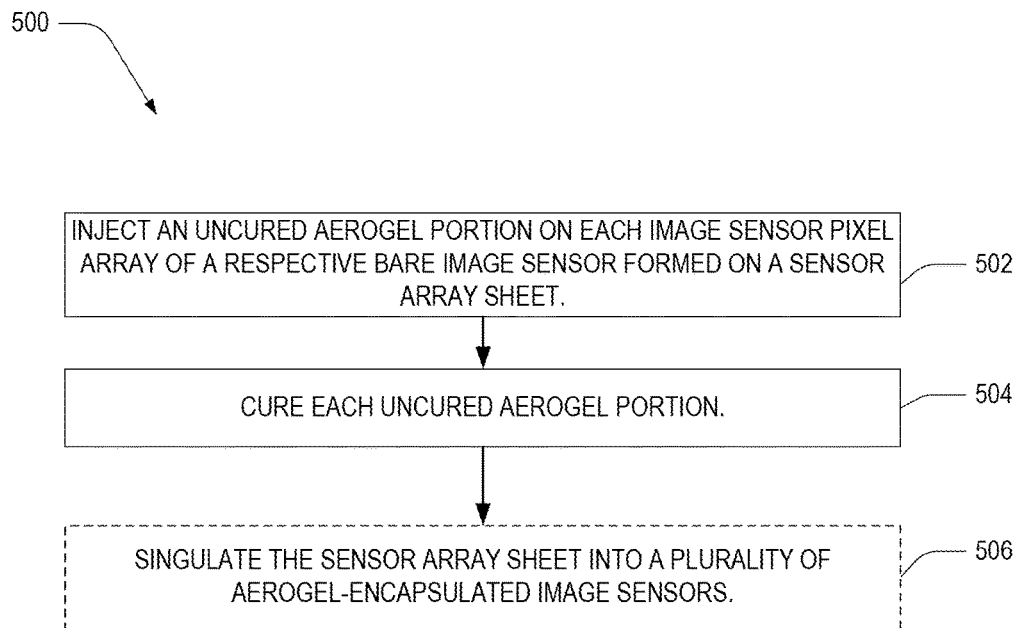 500
INJECT AN UNCURED AEROGEL PORTION ON EACH IMAGE SENSOR PIXEL
ARRAY OF A RESPECTIVE BARE IMAGE SENSOR FORMED ON A SENSOR
ARRAY SHEET.
502
CURE EACH UNCURED AEROGEL PORTION.
504
SINGULATE THE SENSOR ARRAY SHEET INTO A PLURALITY OF
AEROGEL-ENCAPSULATED IMAGE SENSORS.
506